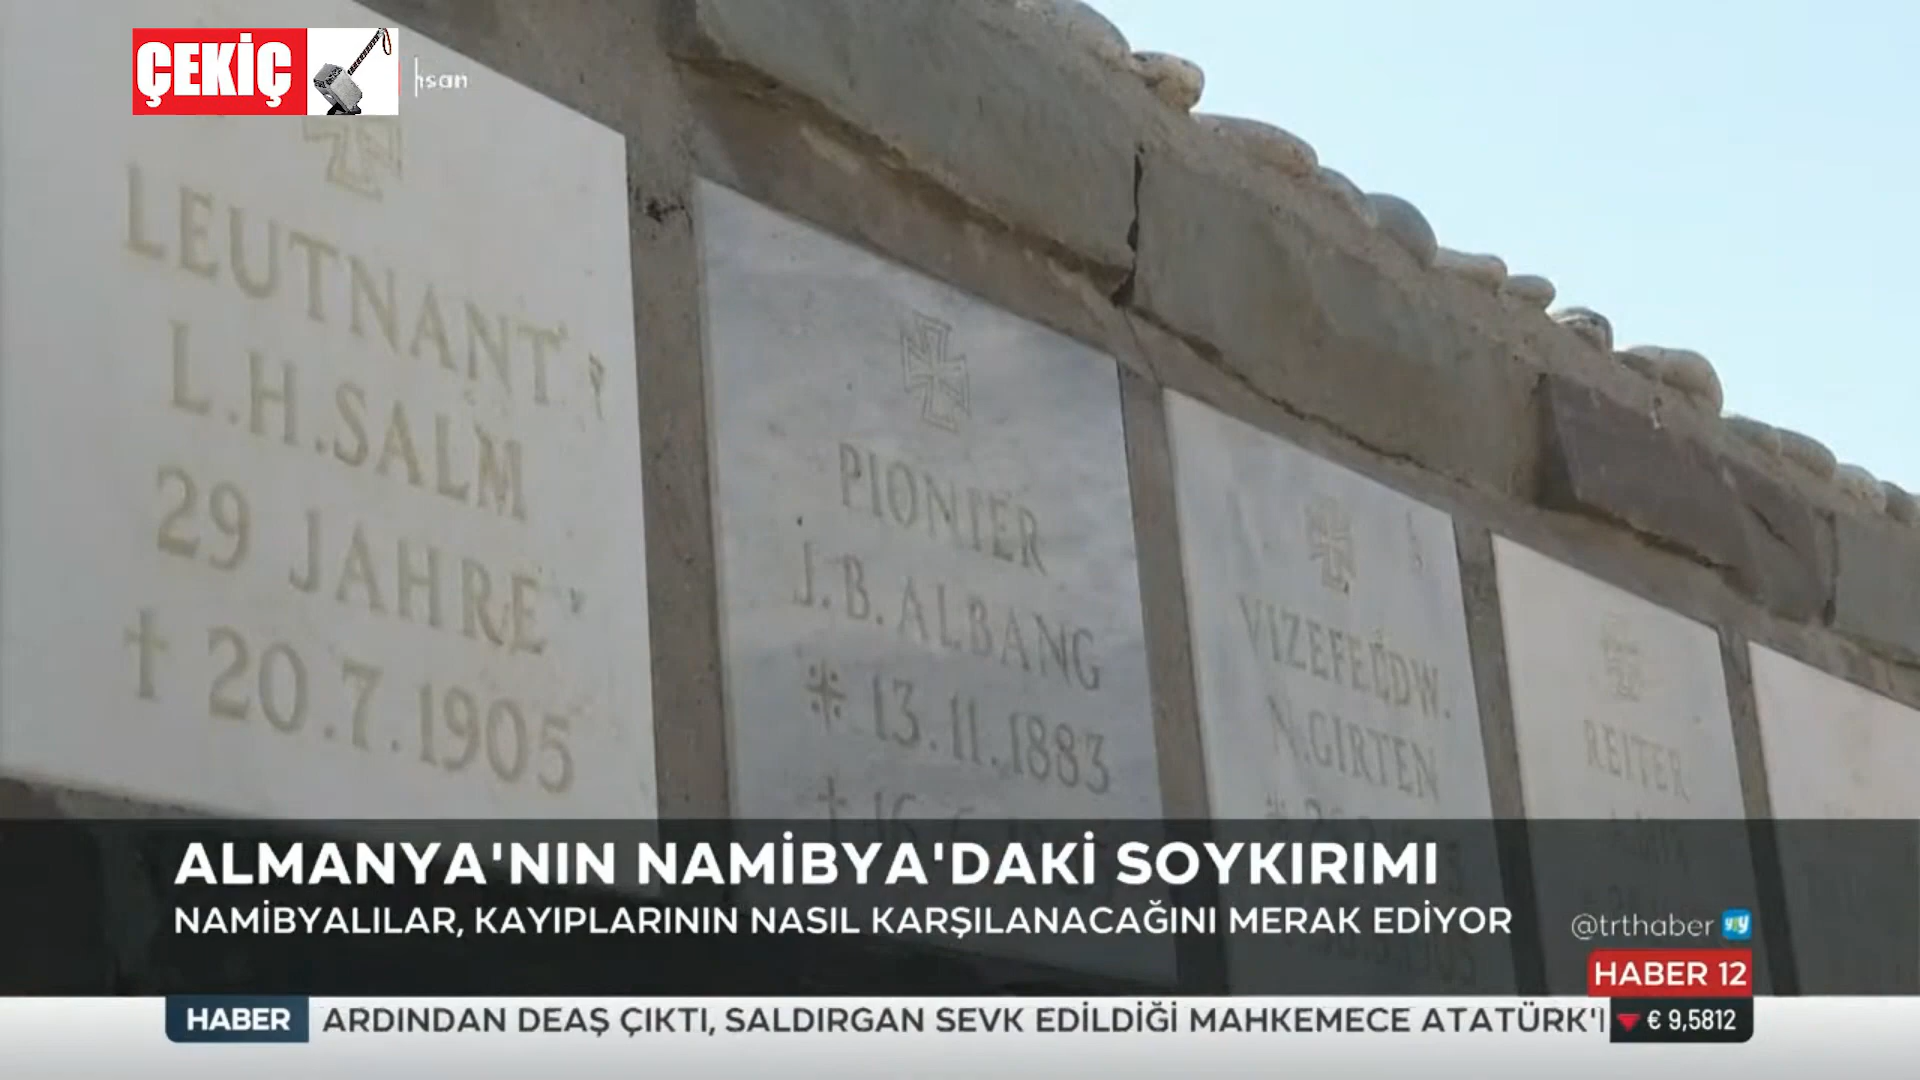 ÇEKİÇ
LEUTNANT
L.H.SALM
29 JAHRE
† 20.7.1905
PIONIER
J.B.ALBANG
* 13.11.1883
VIZEFELDW.
N.GIRTEN
REITER
ALMANYA'NIN NAMİBYA'DAKİ SOYKIRIMI
NAMİBYALILAR, KAYIPLARININ NASIL KARŞILANACAĞINI MERAK EDİYOR
@trthaber
HABER 12
HABER ARDINDAN DEAŞ ÇIKTI, SALDIRGAN SEVK EDİLDİĞİ MAHKEMECE ATATÜRK'
€ 9,5812